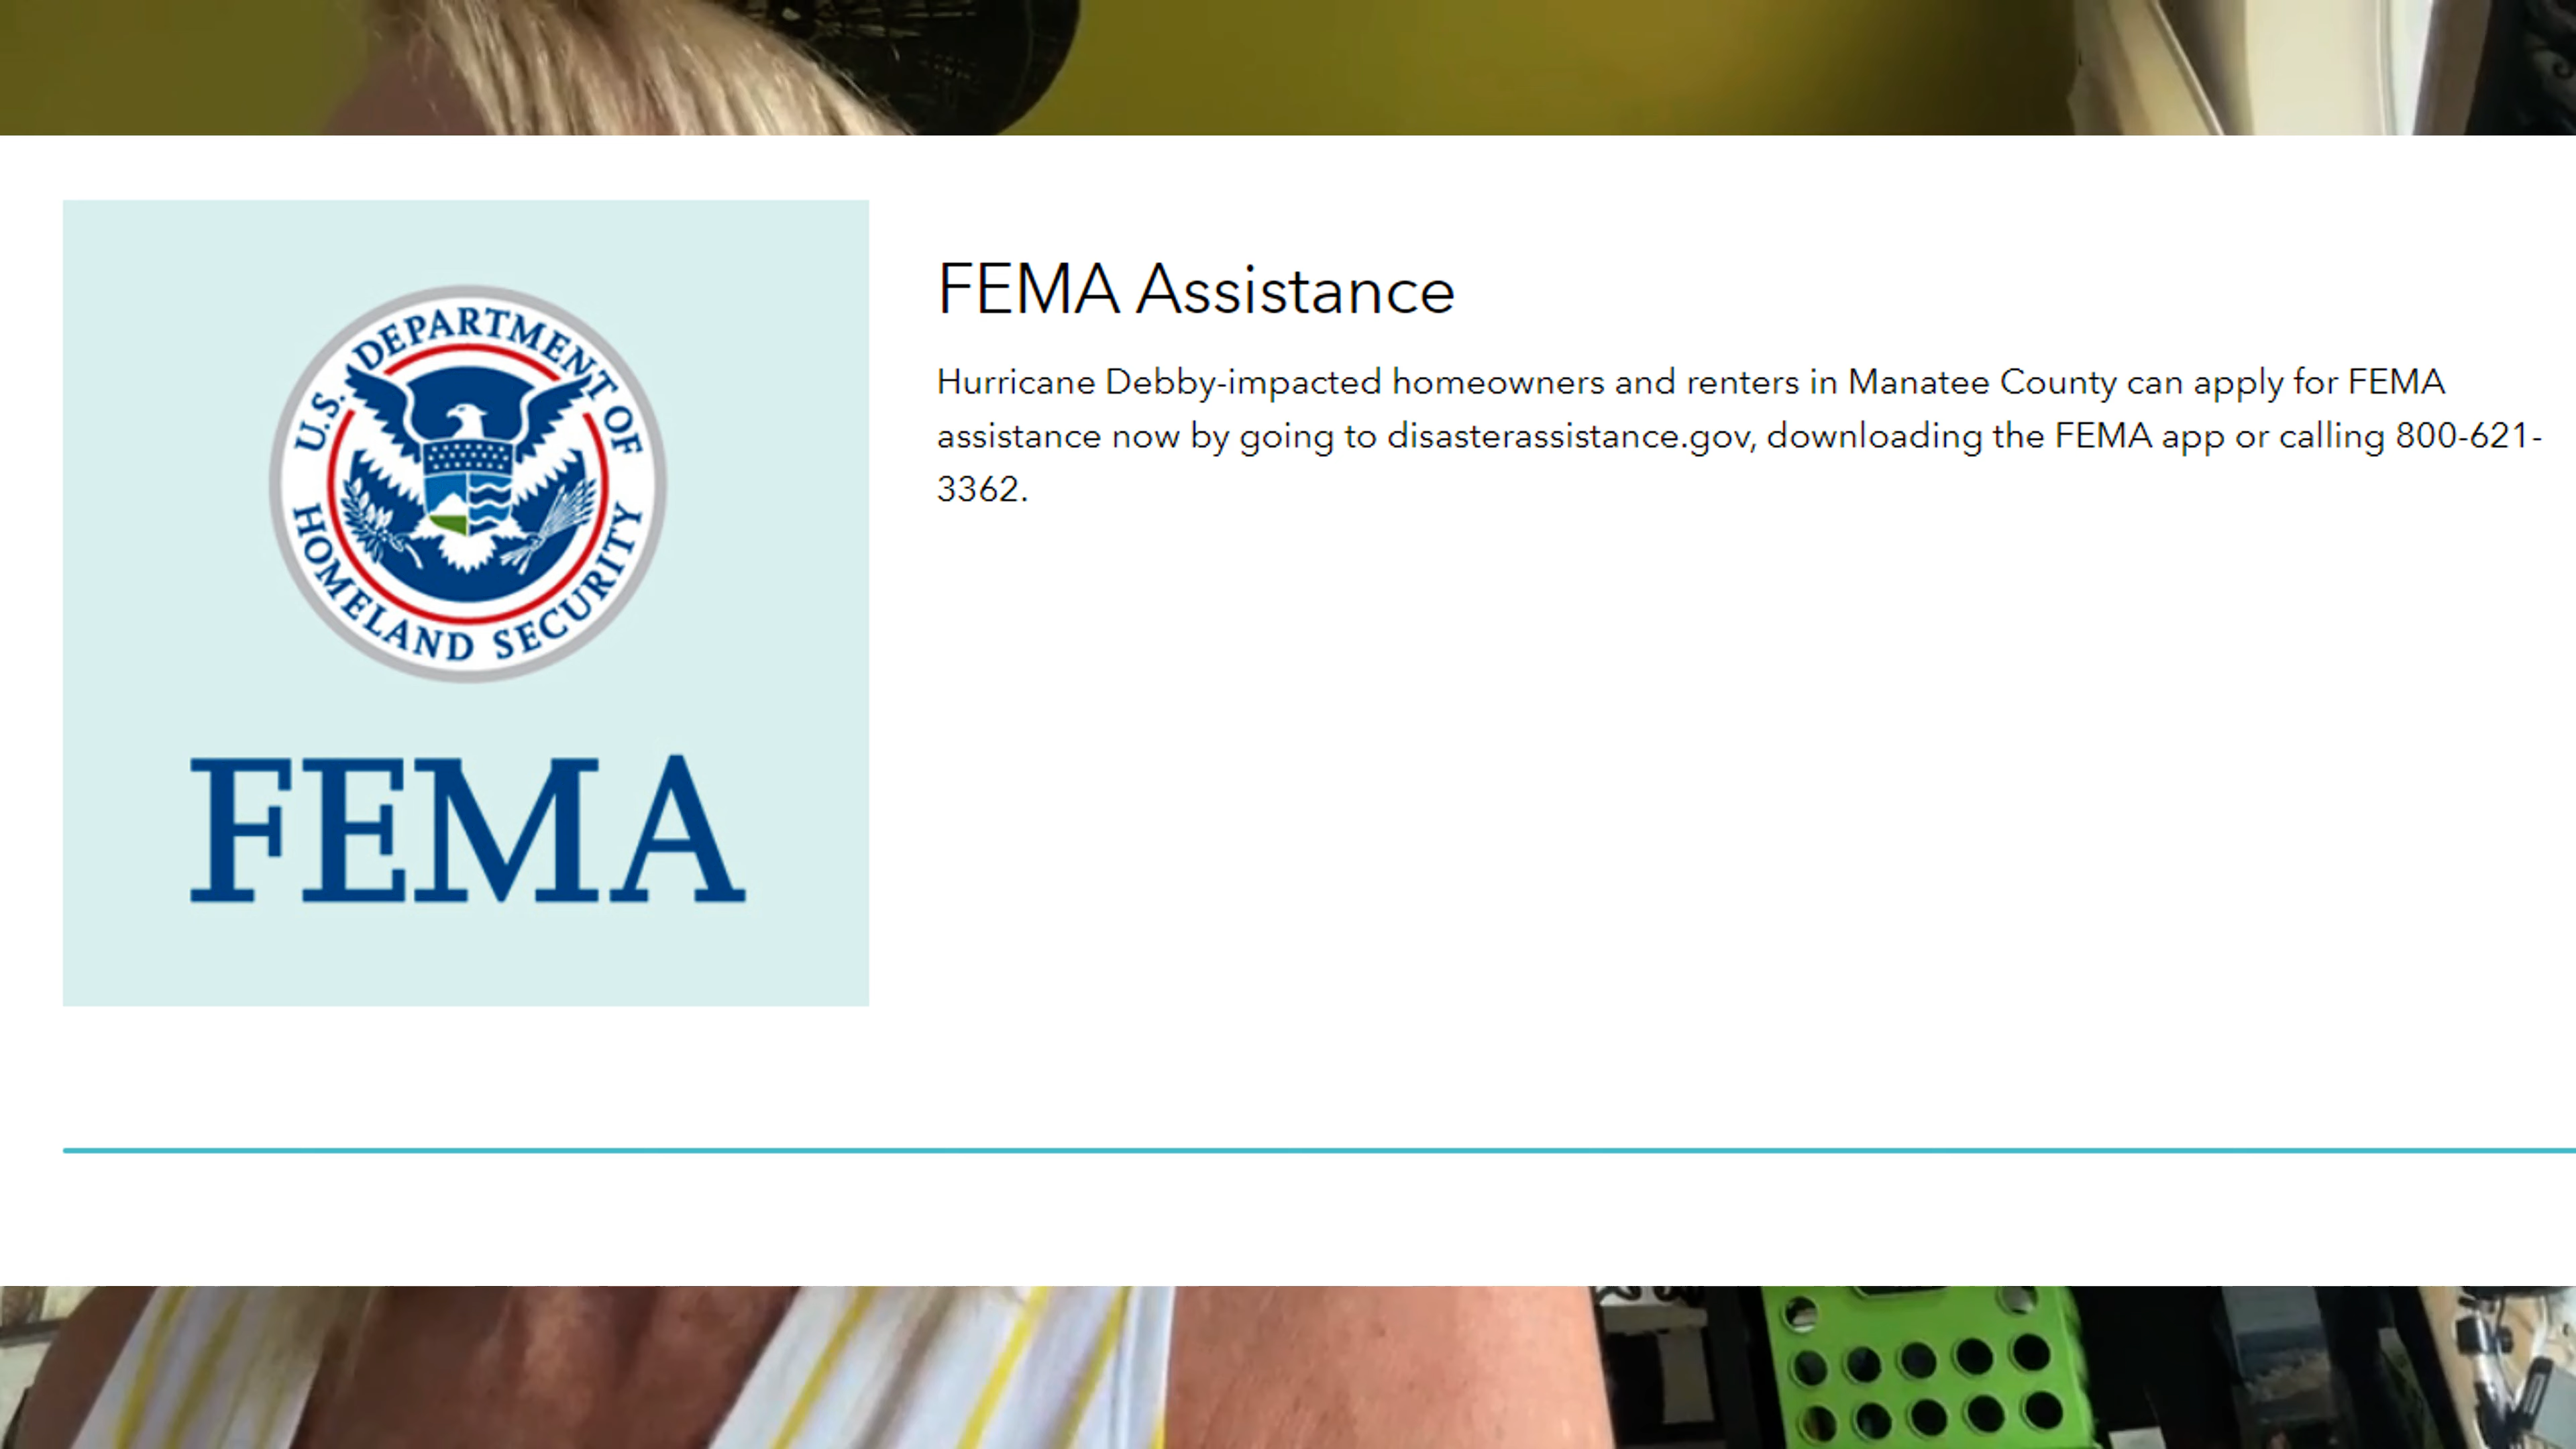 U.S. DEPARTMENT OF
HOMELAND SECURITY
FEMA
FEMA Assistance
Hurricane Debby-impacted homeowners and renters in Manatee County can apply for FEMA
assistance now by going to disasterassistance.gov, downloading the FEMA app or calling 800-621-
3362.